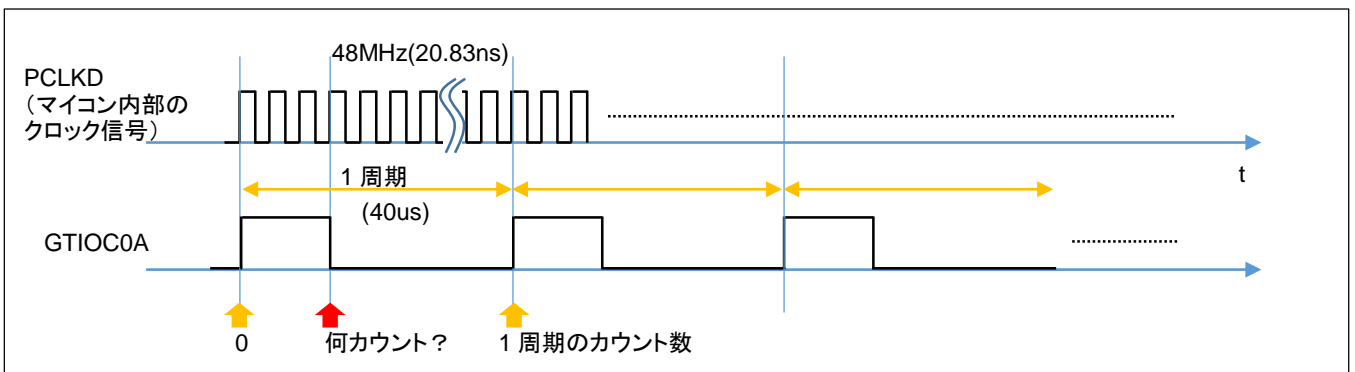 48MHz(20.83ns)
PCLKD
（マイコン内部の
クロック信号）
1 周期
(40us)
t
GTIOC0A
0
何カウント？
1 周期のカウント数